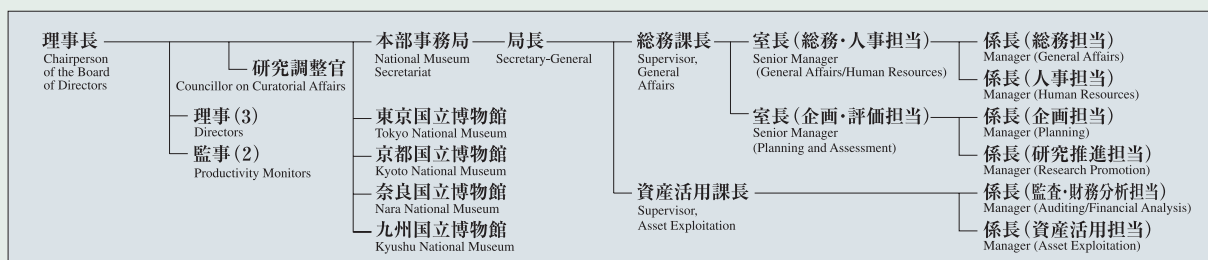 理事長
Chairperson
of the Board
of Directors
研究調整官
Councillor on Curatorial Affairs
理事(3)
Directors
監事(2)
Productivity Monitors
本部事務局
National Museum
Secretariat
東京国立博物館
Tokyo National Museum
京都国立博物館
Kyoto National Museum
奈良国立博物館
Nara National Museum
九州国立博物館
Kyushu National Museum
局長
Secretary-General
総務課長
Supervisor,
General
Affairs
資産活用課長
Supervisor,
Asset Exploitation
室長(総務・人事担当)
Senior Manager
(General Affairs/Human Resources)
室長(企画・評価担当)
Senior Manager
(Planning and Assessment)
係長(総務担当)
Manager (General Affairs)
係長(人事担当)
Manager (Human Resources)
係長(企画担当)
Manager (Planning)
係長(研究推進担当)
Manager (Research Promotion)
係長(監査・財務分析担当)
Manager (Auditing/Financial Analysis)
係長(資産活用担当)
Manager (Asset Exploitation)